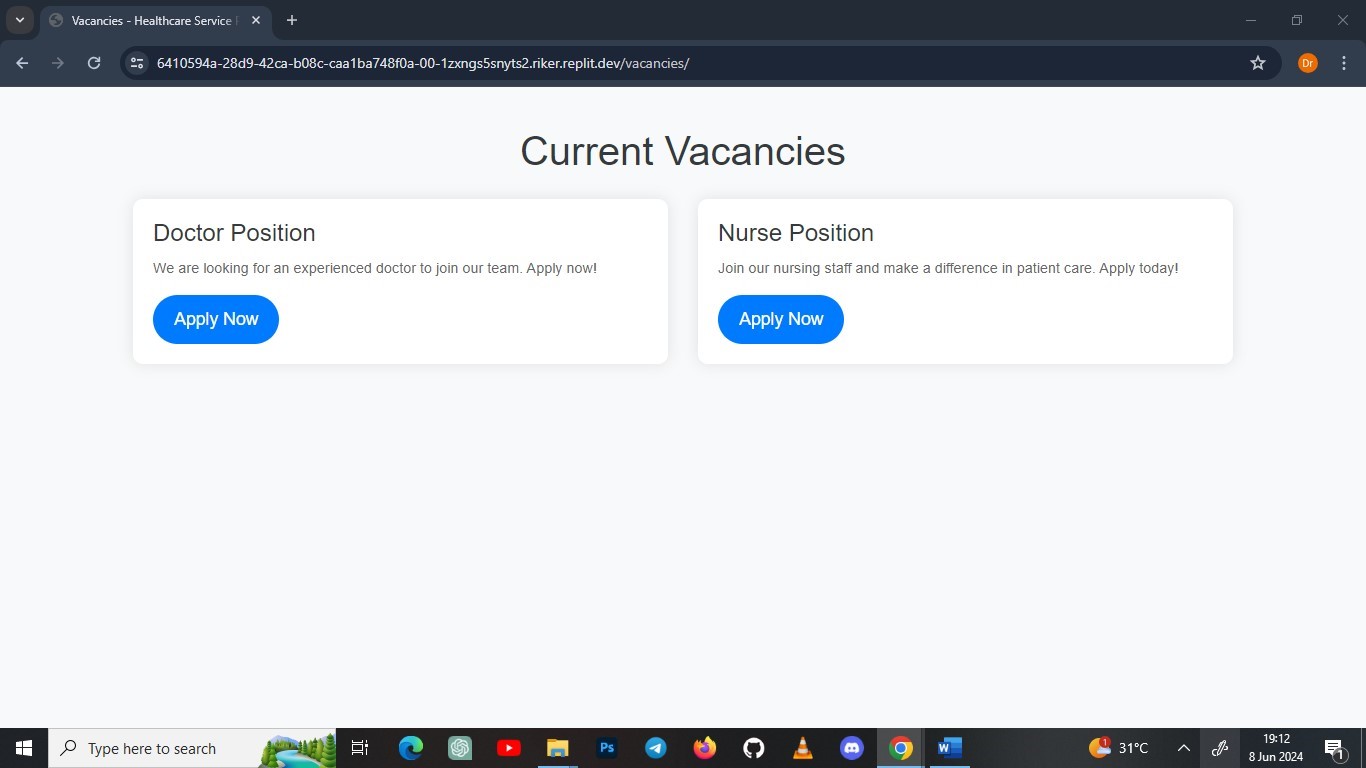 Vacancies - Healthcare Service
6410594a-28d9-42ca-b08c-caa1ba748f0a-00-1zxngs5snyts2.riker.replit.dev/vacancies/
Dr
Current Vacancies
Doctor Position
We are looking for an experienced doctor to join our team. Apply now!
Apply Now
Nurse Position
Join our nursing staff and make a difference in patient care. Apply today!
Apply Now
Type here to search
Ps
W
1
31°C
19:12
8 Jun 2024
1